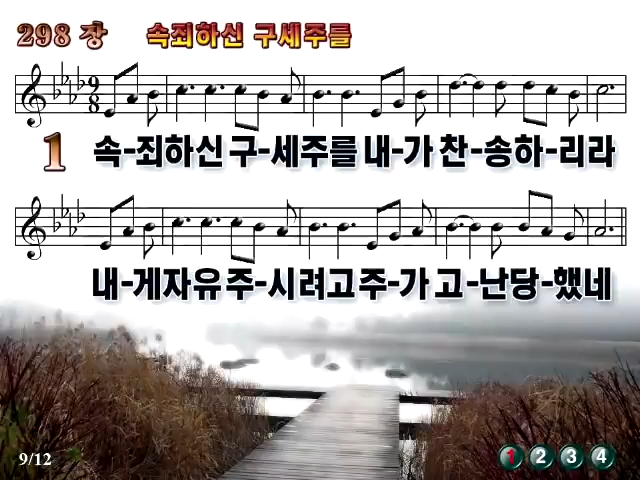 298 장 속죄하신 구세주를
9/8
1 속-죄하신 구-세주를 내-가 찬-송하-리라
내-게자유 주-시려고 주-가 고-난당-했네
9/12 1 2 3 4